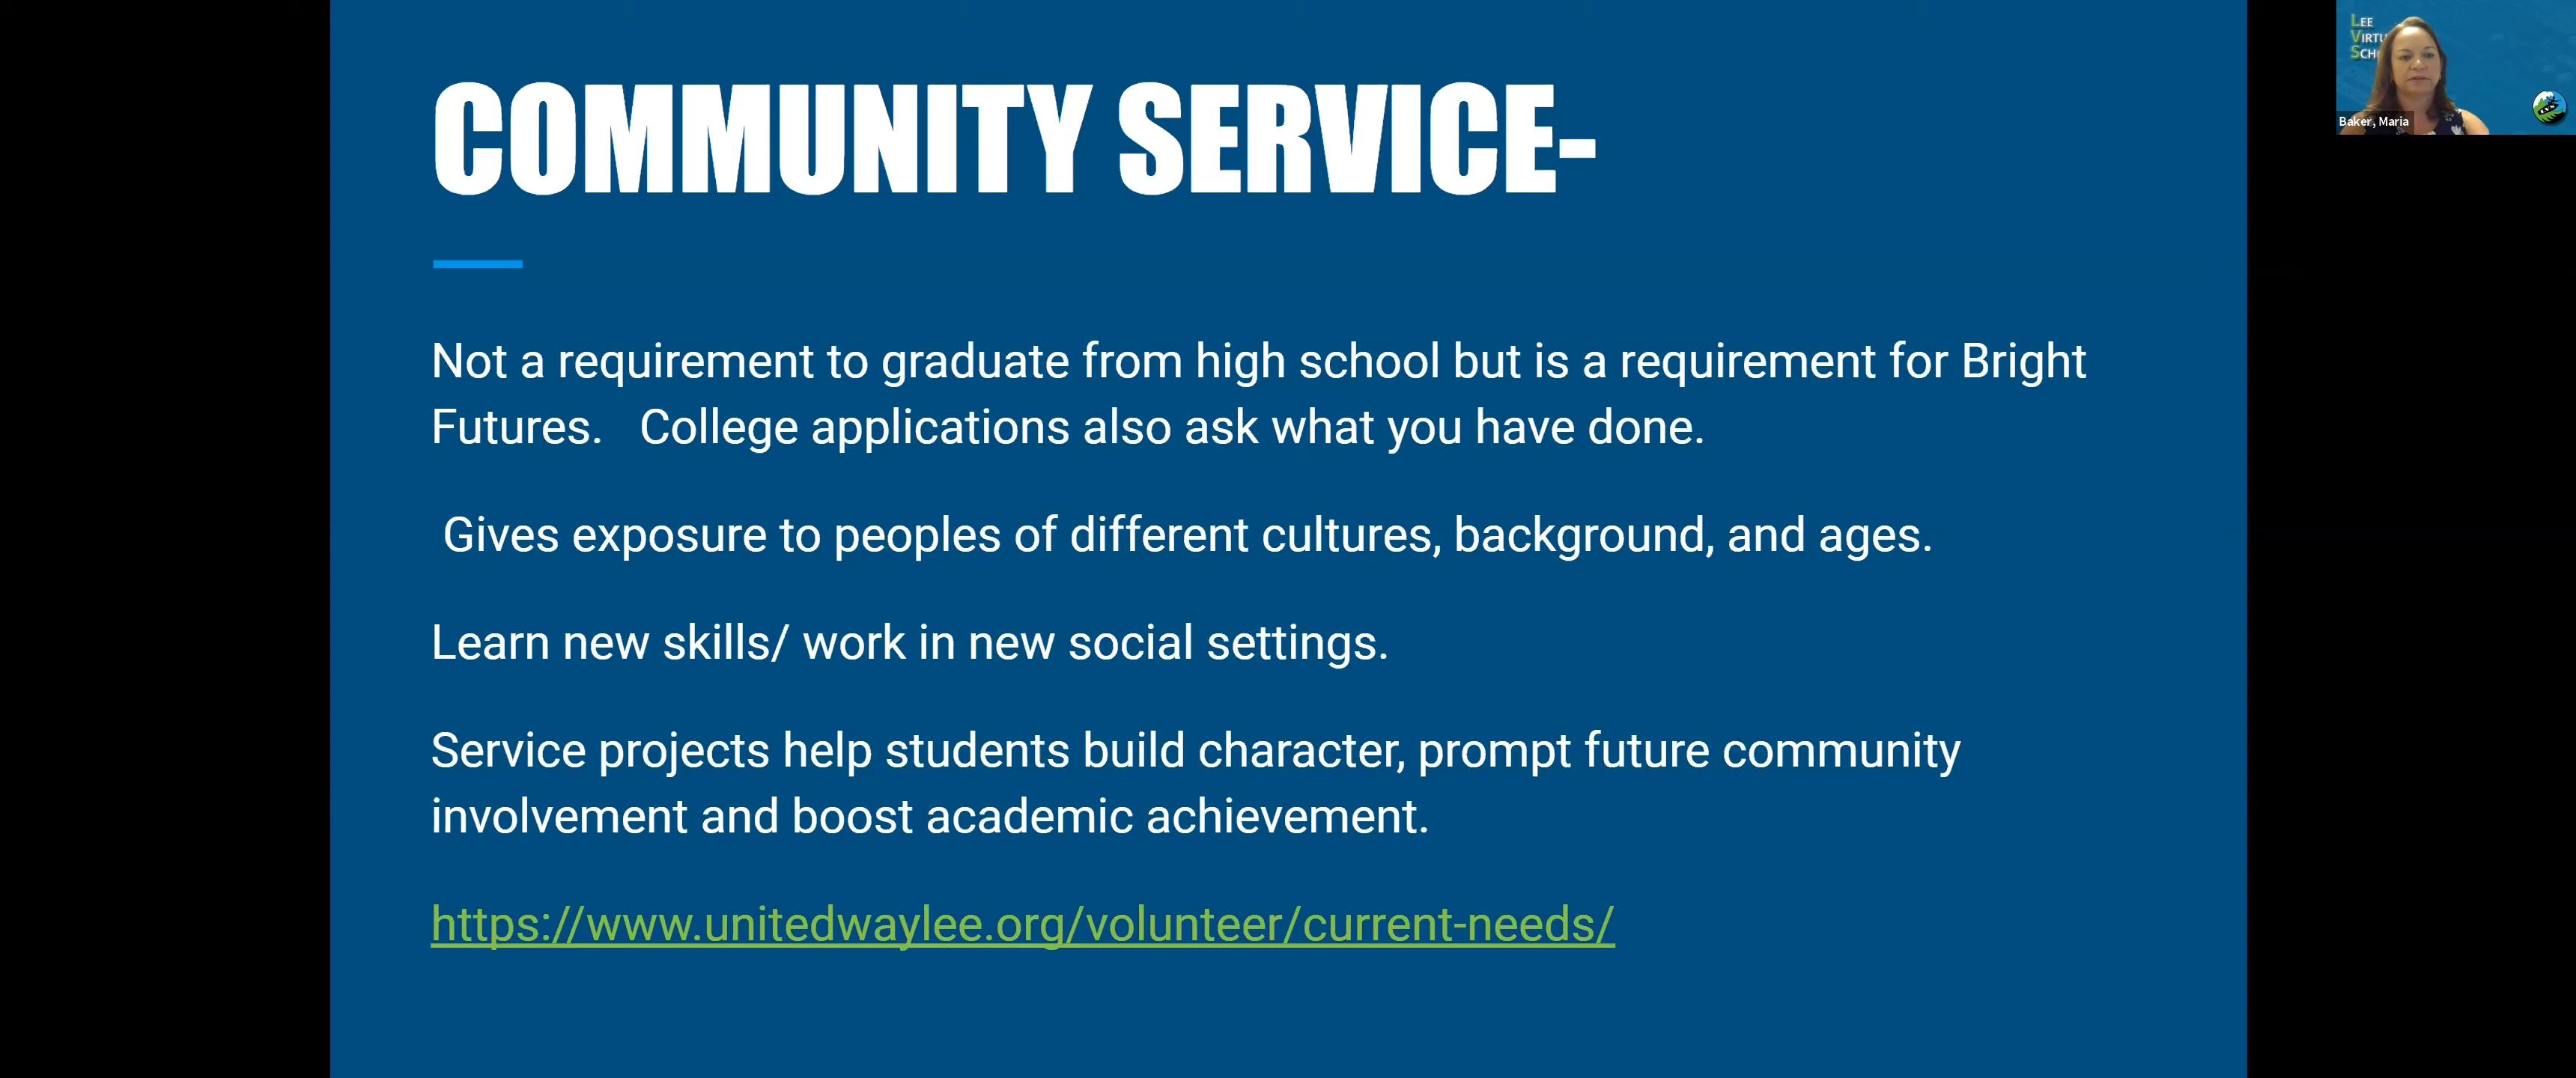 COMMUNITY SERVICE-
Not a requirement to graduate from high school but is a requirement for Bright
Futures.   College applications also ask what you have done.
Gives exposure to peoples of different cultures, background, and ages.
Learn new skills/ work in new social settings.
Service projects help students build character, prompt future community
involvement and boost academic achievement.
https://www.unitedwaylee.org/volunteer/current-needs/
LEE
VIRTU
SCH
Baker, Maria